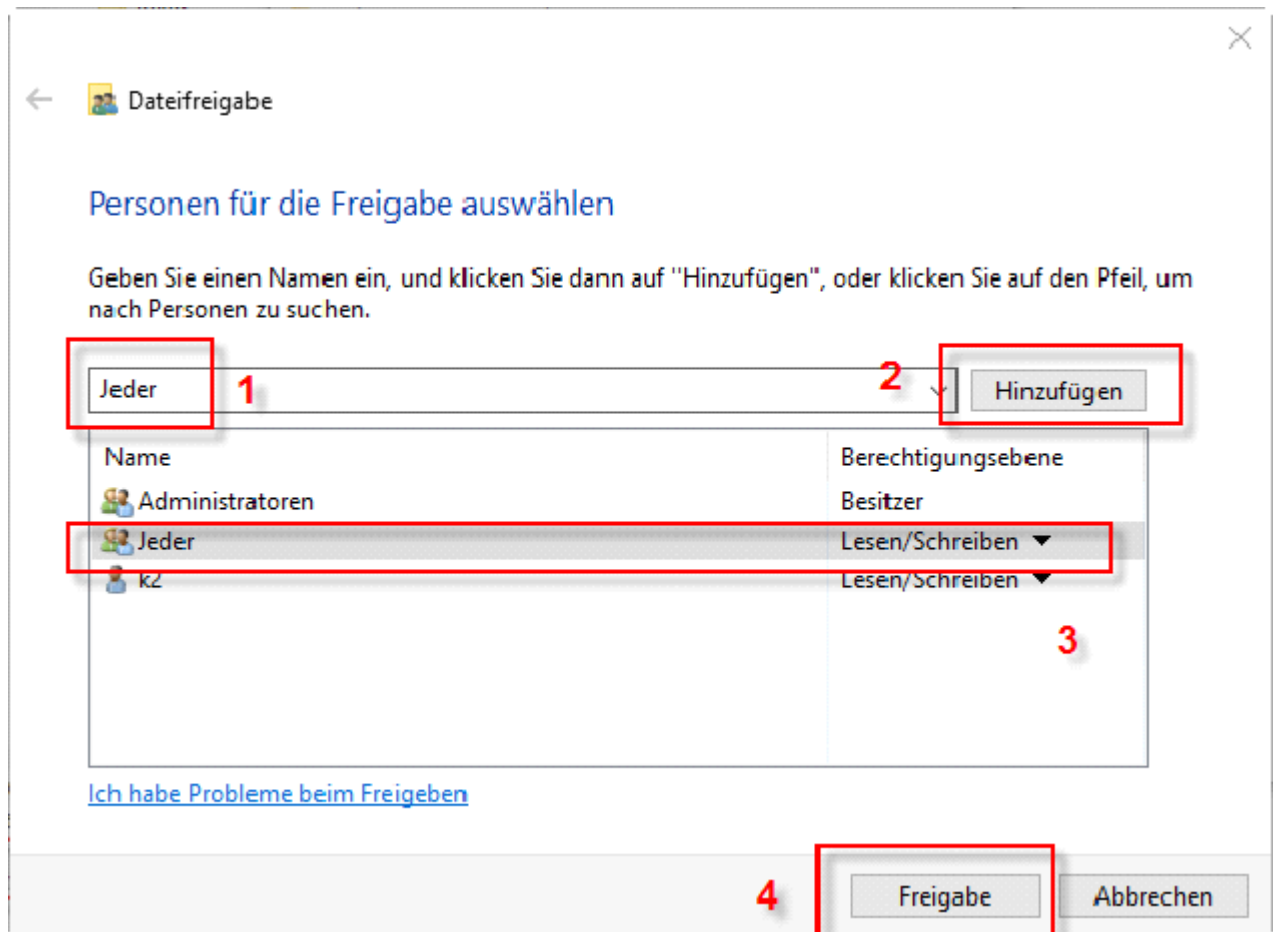 Dateifreigabe
Personen für die Freigabe auswählen
Geben Sie einen Namen ein, und klicken Sie dann auf "Hinzufügen", oder klicken Sie auf den Pfeil, um
nach Personen zu suchen.
Jeder 1 2 Hinzufügen
Name Berechtigungsebene
Administratoren Besitzer
Jeder Lesen/Schreiben
k2 Lesen/Schreiben
3
Ich habe Probleme beim Freigeben
4 Freigabe Abbrechen